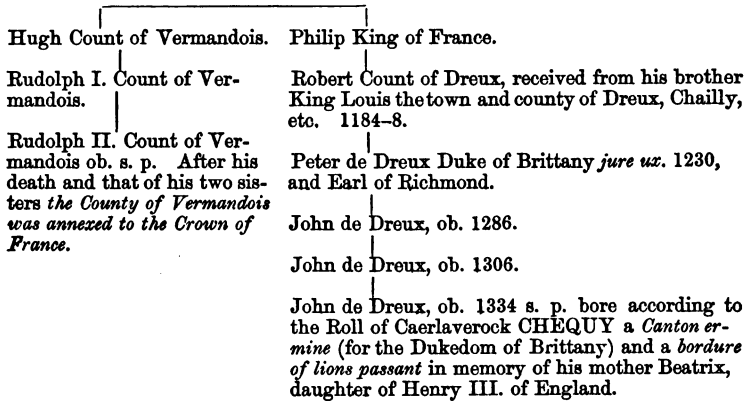 Hugh Count of Vermandois.
Rudolph I. Count of Ver-
mandois.
Rudolph II. Count of Ver-
mandois ob. s. p. After his
death and that of his two sis-
ters the County of Vermandois
was annexed to the Crown of
France.
Philip King of France.
Robert Count of Dreux, received from his brother
King Louis the town and county of Dreux, Chailly,
etc. 1184–8.
Peter de Dreux Duke of Brittany jure ux. 1230,
and Earl of Richmond.
John de Dreux, ob. 1286.
John de Dreux, ob. 1306.
John de Dreux, ob. 1334 s. p. bore according to
the Roll of Caerlaverock CHEQUY a Canton er-
mine (for the Dukedom of Brittany) and a bordure
of lions passant in memory of his mother Beatrix,
daughter of Henry III. of England.